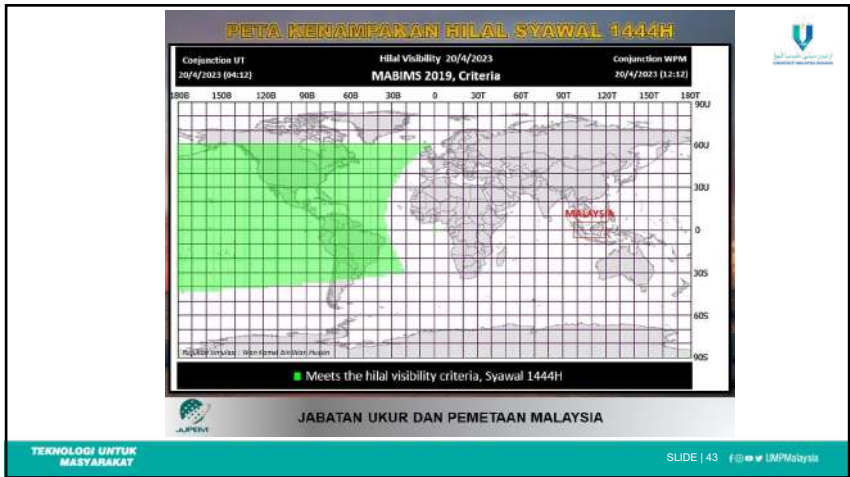 PETA KENAMPAKAN HILAL SYAWAL 1444H
Conjunction UT
20/4/2023 (04:12)
Hilal Visibility 20/4/2023
MABIMS 2019, Criteria
Conjunction WPM
20/4/2023 (12:12)
180B 150B 120B 90B 60B 30B 0 30T 60T 90T 120T 150T 180T
90U
60U
30U
0
30S
60S
90S
MALAYSIA
Meets the hilal visibility criteria, Syawal 1444H
JUPEM
JABATAN UKUR DAN PEMETAAN MALAYSIA
TEKNOLOGI UNTUK
MASYARAKAT
SLIDE | 43
UMPMalaysia